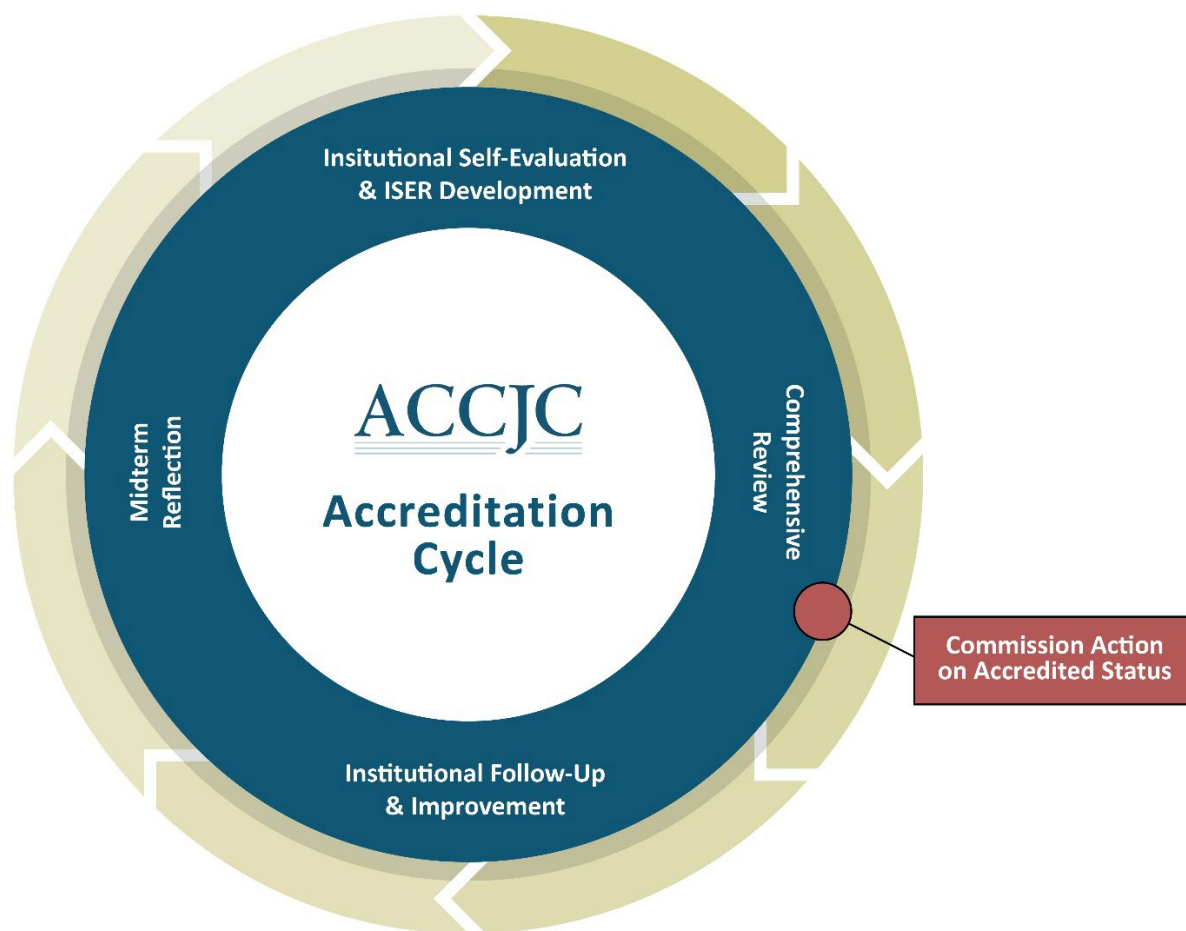 Insitutional Self-Evaluation
& ISER Development
Comprehensive
Review
Commission Action
on Accredited Status
Institutional Follow-Up
& Improvement
Midterm
Reflection
ACCJC
Accreditation
Cycle